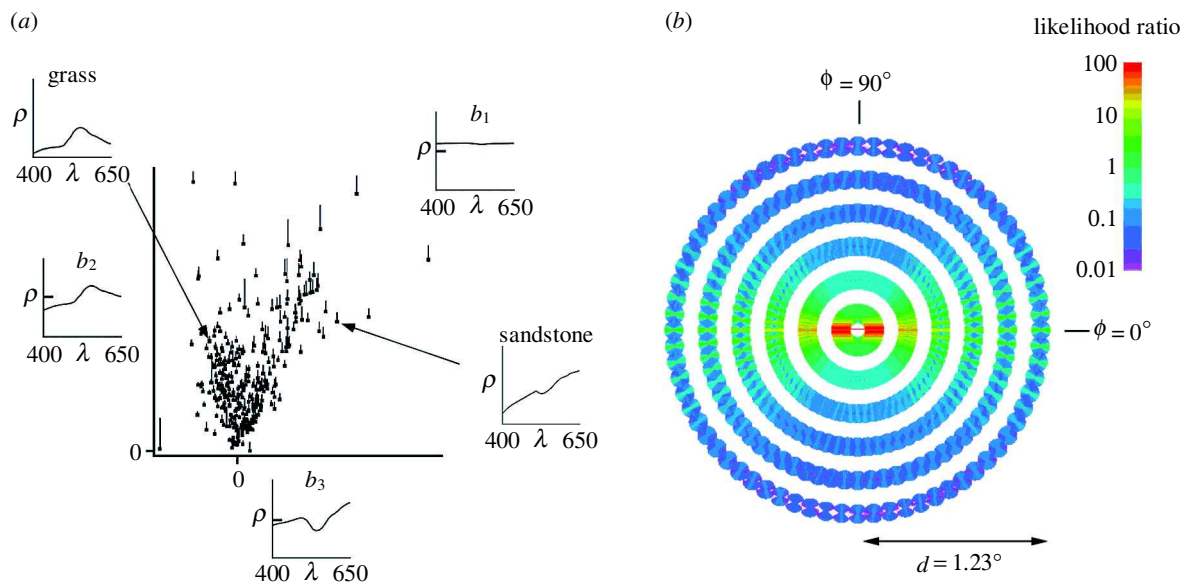 (a)
grass
ρ
400 λ 650
b₁
ρ
400 λ 650
b₂
ρ
400 λ 650
sandstone
ρ
400 λ 650
0
0
b₃
ρ
400 λ 650
(b)
likelihood ratio
100
10
1
0.1
0.01
ϕ = 90°
ϕ = 0°
d = 1.23°